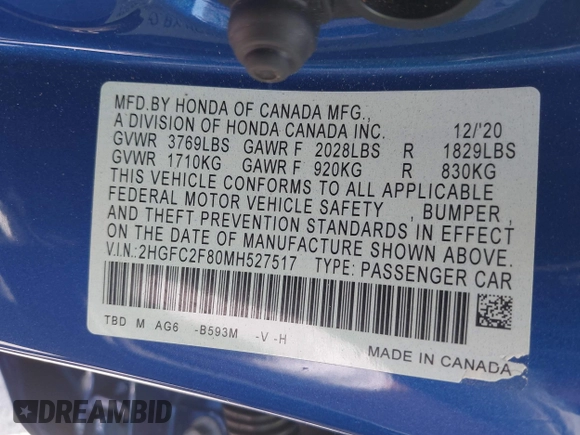 MFD.BY HONDA OF CANADA MFG.,
A DIVISION OF HONDA CANADA INC. 12/'20
GVWR 3769LBS GAWR F 2028LBS R 1829LBS
GVWR 1710KG GAWR F 920KG R 830KG
THIS VEHICLE CONFORMS TO ALL APPLICABLE
FEDERAL MOTOR VEHICLE SAFETY , BUMPER ,
AND THEFT PREVENTION STANDARDS IN EFFECT
ON THE DATE OF MANUFACTURE SHOWN ABOVE.
V.I.N.:2HGFC2F80MH527517 TYPE: PASSENGER CAR
TBD M AG6 -B593M -V -H
MADE IN CANADA
DREAMBID